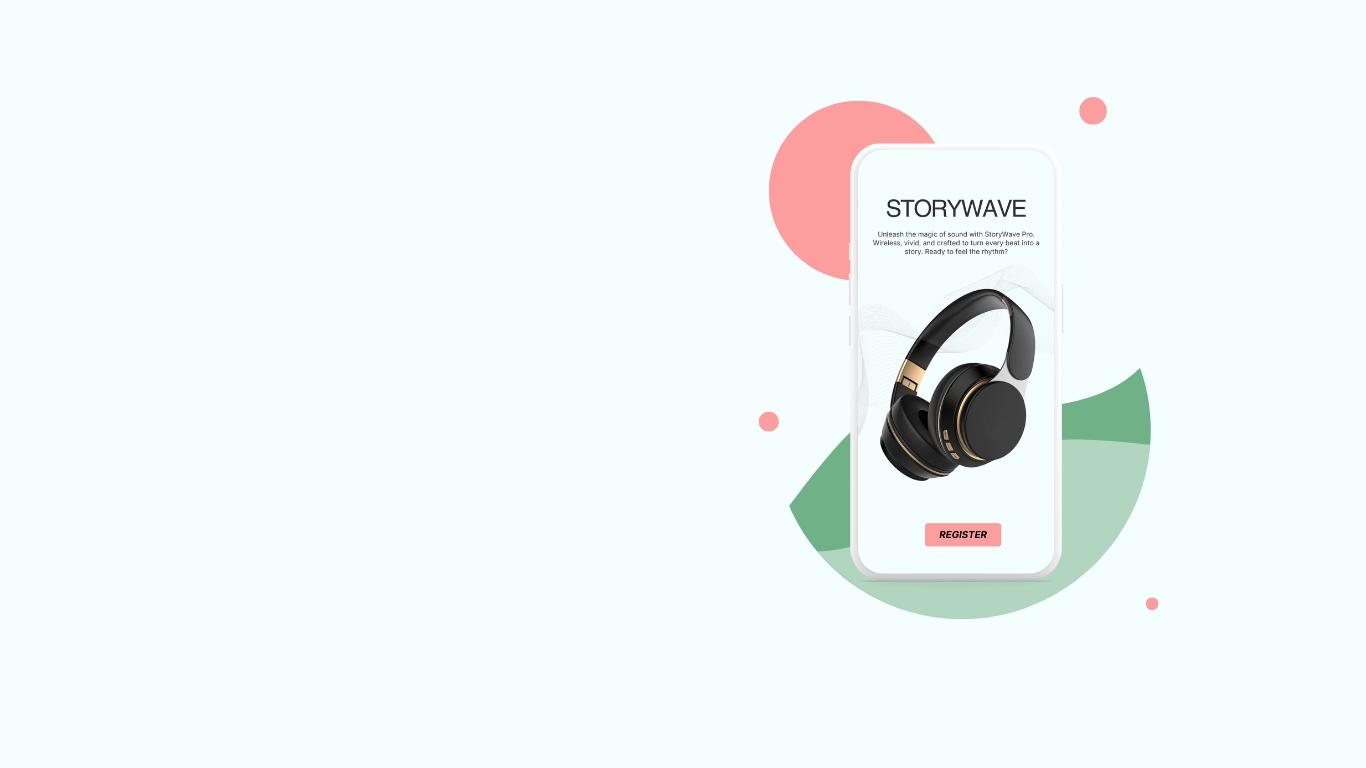 STORYWAVE
Unleash the magic of sound with StoryWave Pro.
Wireless, vivid, and crafted to turn every beat into a
story. Ready to feel the rhythm?
REGISTER